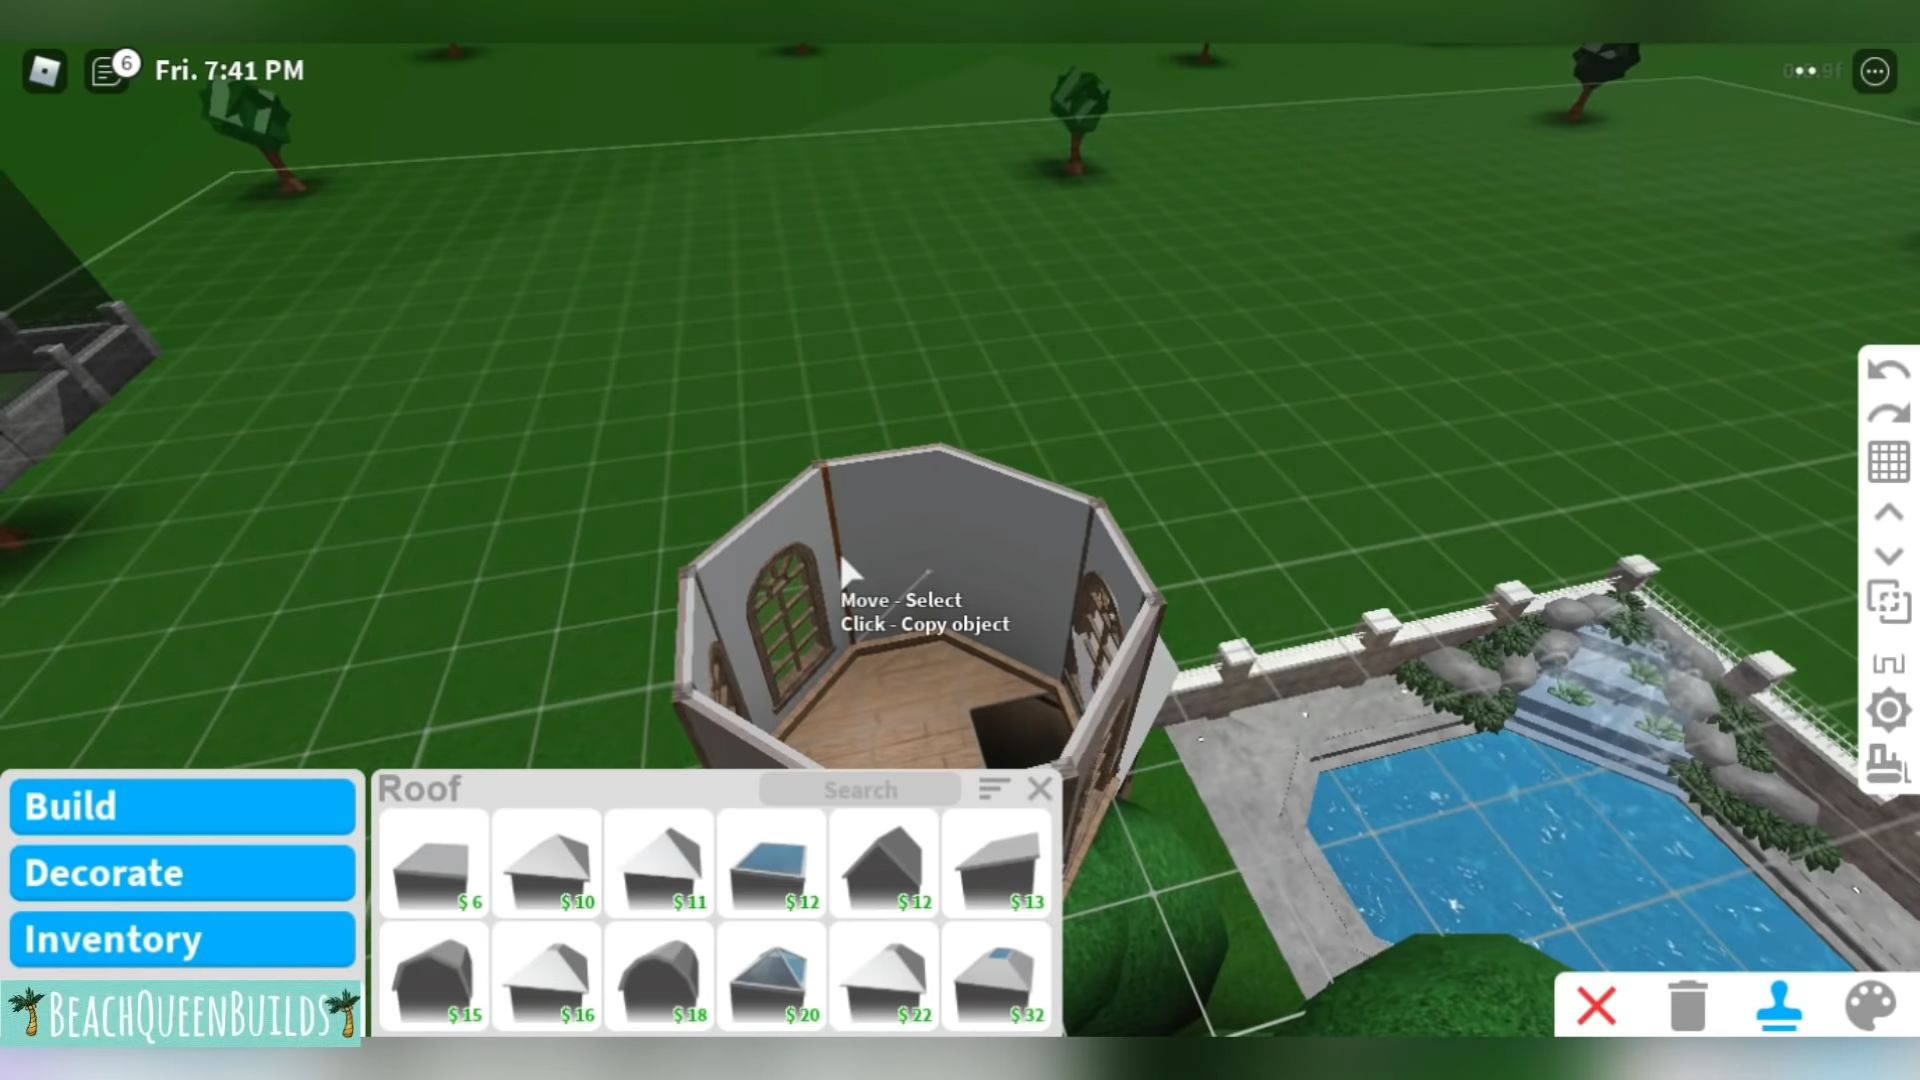 6
Fri. 7:41 PM
Move - Select
Click - Copy object
Build
Decorate
Inventory
BEACHQUEENBUILDS
Roof
Search
$6
$10
$11
$12
$12
$13
$15
$16
$18
$20
$22
$32